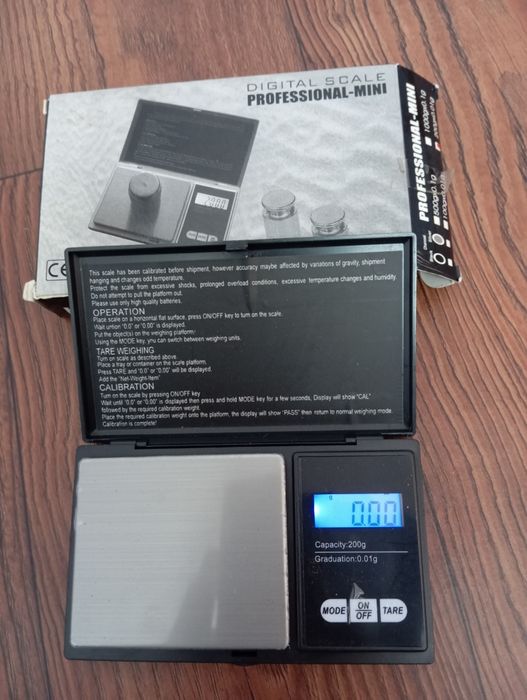 DIGITAL SCALE
PROFESSIONAL-MINI
PROFESSIONAL-MINI
1000gx0.1g
200gx0.01g
500gx0.1g
100gx0.01g
CE
This scale has been calibrated before shipment, however accuracy maybe affected by variations of gravity, shipment
hanging and changes odd temperature.
Protect the scale from excessive shocks, prolonged overload conditions, excessive temperature changes and humidity.
Do not attempt to pull the platform out.
Please use only high quality batteries.
OPERATION
Place scale on a horizontal flat surface, press ON/OFF key to turn on the scale.
Wait untion "0.0" or "0.00" is displayed.
Put the object(s) on the weighing platform/
Using the MODE key, you can switch between weighing units.
TARE WEIGHING
Turn on scale as described above.
Place a tray or container on the scale platform.
Press TARE and "0.0" or "0.00" will be displayed.
Add the "Net-Weight-Item"
CALIBRATION
Turn on the scale by pressing ON/OFF key
Wait until "0.0" or "0.00" is displayed then press and hold MODE key for a few seconds, Display will show "CAL"
followed by the required calibration weight.
Place the required calibration weight onto the platform, the display will show "PASS" then return to normal weighing mode.
Calibration is complete!
g
0.00
Capacity:200g
Graduation:0.01g
MODE
ON
OFF
TARE